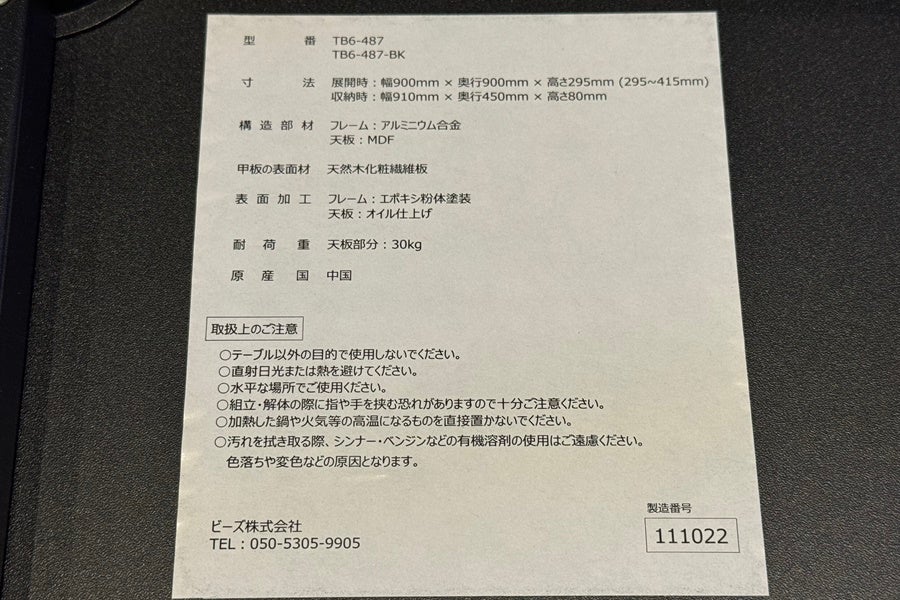 型番 TB6-487
TB6-487-BK
寸法 展開時：幅900mm × 奥行900mm × 高さ295mm (295~415mm)
収納時：幅910mm × 奥行450mm × 高さ80mm
構造部材 フレーム：アルミニウム合金
天板：MDF
甲板の表面材 天然木化粧繊維板
表面加工 フレーム：エポキシ粉体塗装
天板：オイル仕上げ
耐荷重 天板部分：30kg
原産国 中国
取扱上のご注意
○テーブル以外の目的で使用しないでください。
○直射日光または熱を避けてください。
○水平な場所でご使用ください。
○組立・解体の際に指や手を挟む恐れがありますので十分ご注意ください。
○加熱した鍋や火気等の高温になるものを直接置かないでください。
○汚れを拭き取る際、シンナー・ベンジンなどの有機溶剤の使用はご遠慮ください。
色落ちや変色などの原因となります。
ビーズ株式会社
TEL：050-5305-9905
製造番号
111022